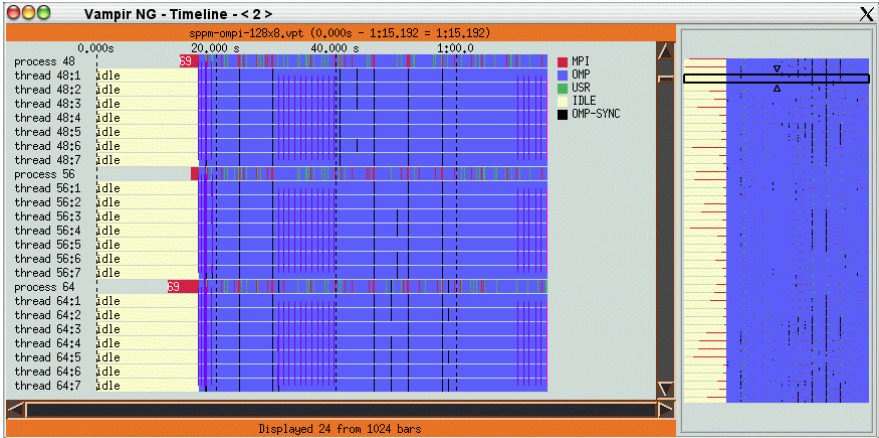 Vampir NG - Timeline - < 2 >
X
sppm-ompi-128x8.vpt (0.000s - 1:15.192 = 1:15.192)
0.000s 20.000 s 40.000 s 1:00.0
process 48 69
thread 48:1 idle
thread 48:2 idle
thread 48:3 idle
thread 48:4 idle
thread 48:5 idle
thread 48:6 idle
thread 48:7 idle
process 56
thread 56:1 idle
thread 56:2 idle
thread 56:3 idle
thread 56:4 idle
thread 56:5 idle
thread 56:6 idle
thread 56:7 idle
process 64 69
thread 64:1 idle
thread 64:2 idle
thread 64:3 idle
thread 64:4 idle
thread 64:5 idle
thread 64:6 idle
thread 64:7 idle
MPI
OMP
USR
IDLE
OMP-SYNC
Displayed 24 from 1024 bars